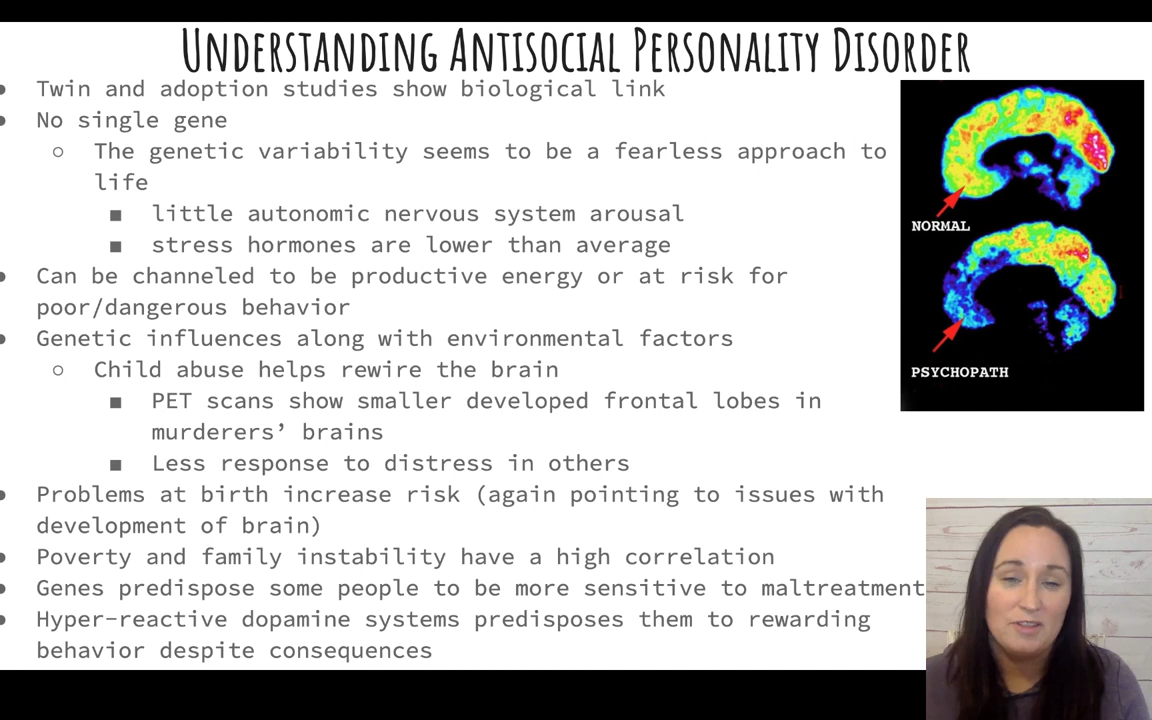 Understanding Antisocial Personality Disorder
● Twin and adoption studies show biological link
● No single gene
○ The genetic variability seems to be a fearless approach to
life
■ little autonomic nervous system arousal
■ stress hormones are lower than average
● Can be channeled to be productive energy or at risk for
poor/dangerous behavior
● Genetic influences along with environmental factors
○ Child abuse helps rewire the brain
■ PET scans show smaller developed frontal lobes in
murderers’ brains
■ Less response to distress in others
● Problems at birth increase risk (again pointing to issues with
development of brain)
● Poverty and family instability have a high correlation
● Genes predispose some people to be more sensitive to maltreatment
● Hyper-reactive dopamine systems predisposes them to rewarding
behavior despite consequences
NORMAL
PSYCHOPATH